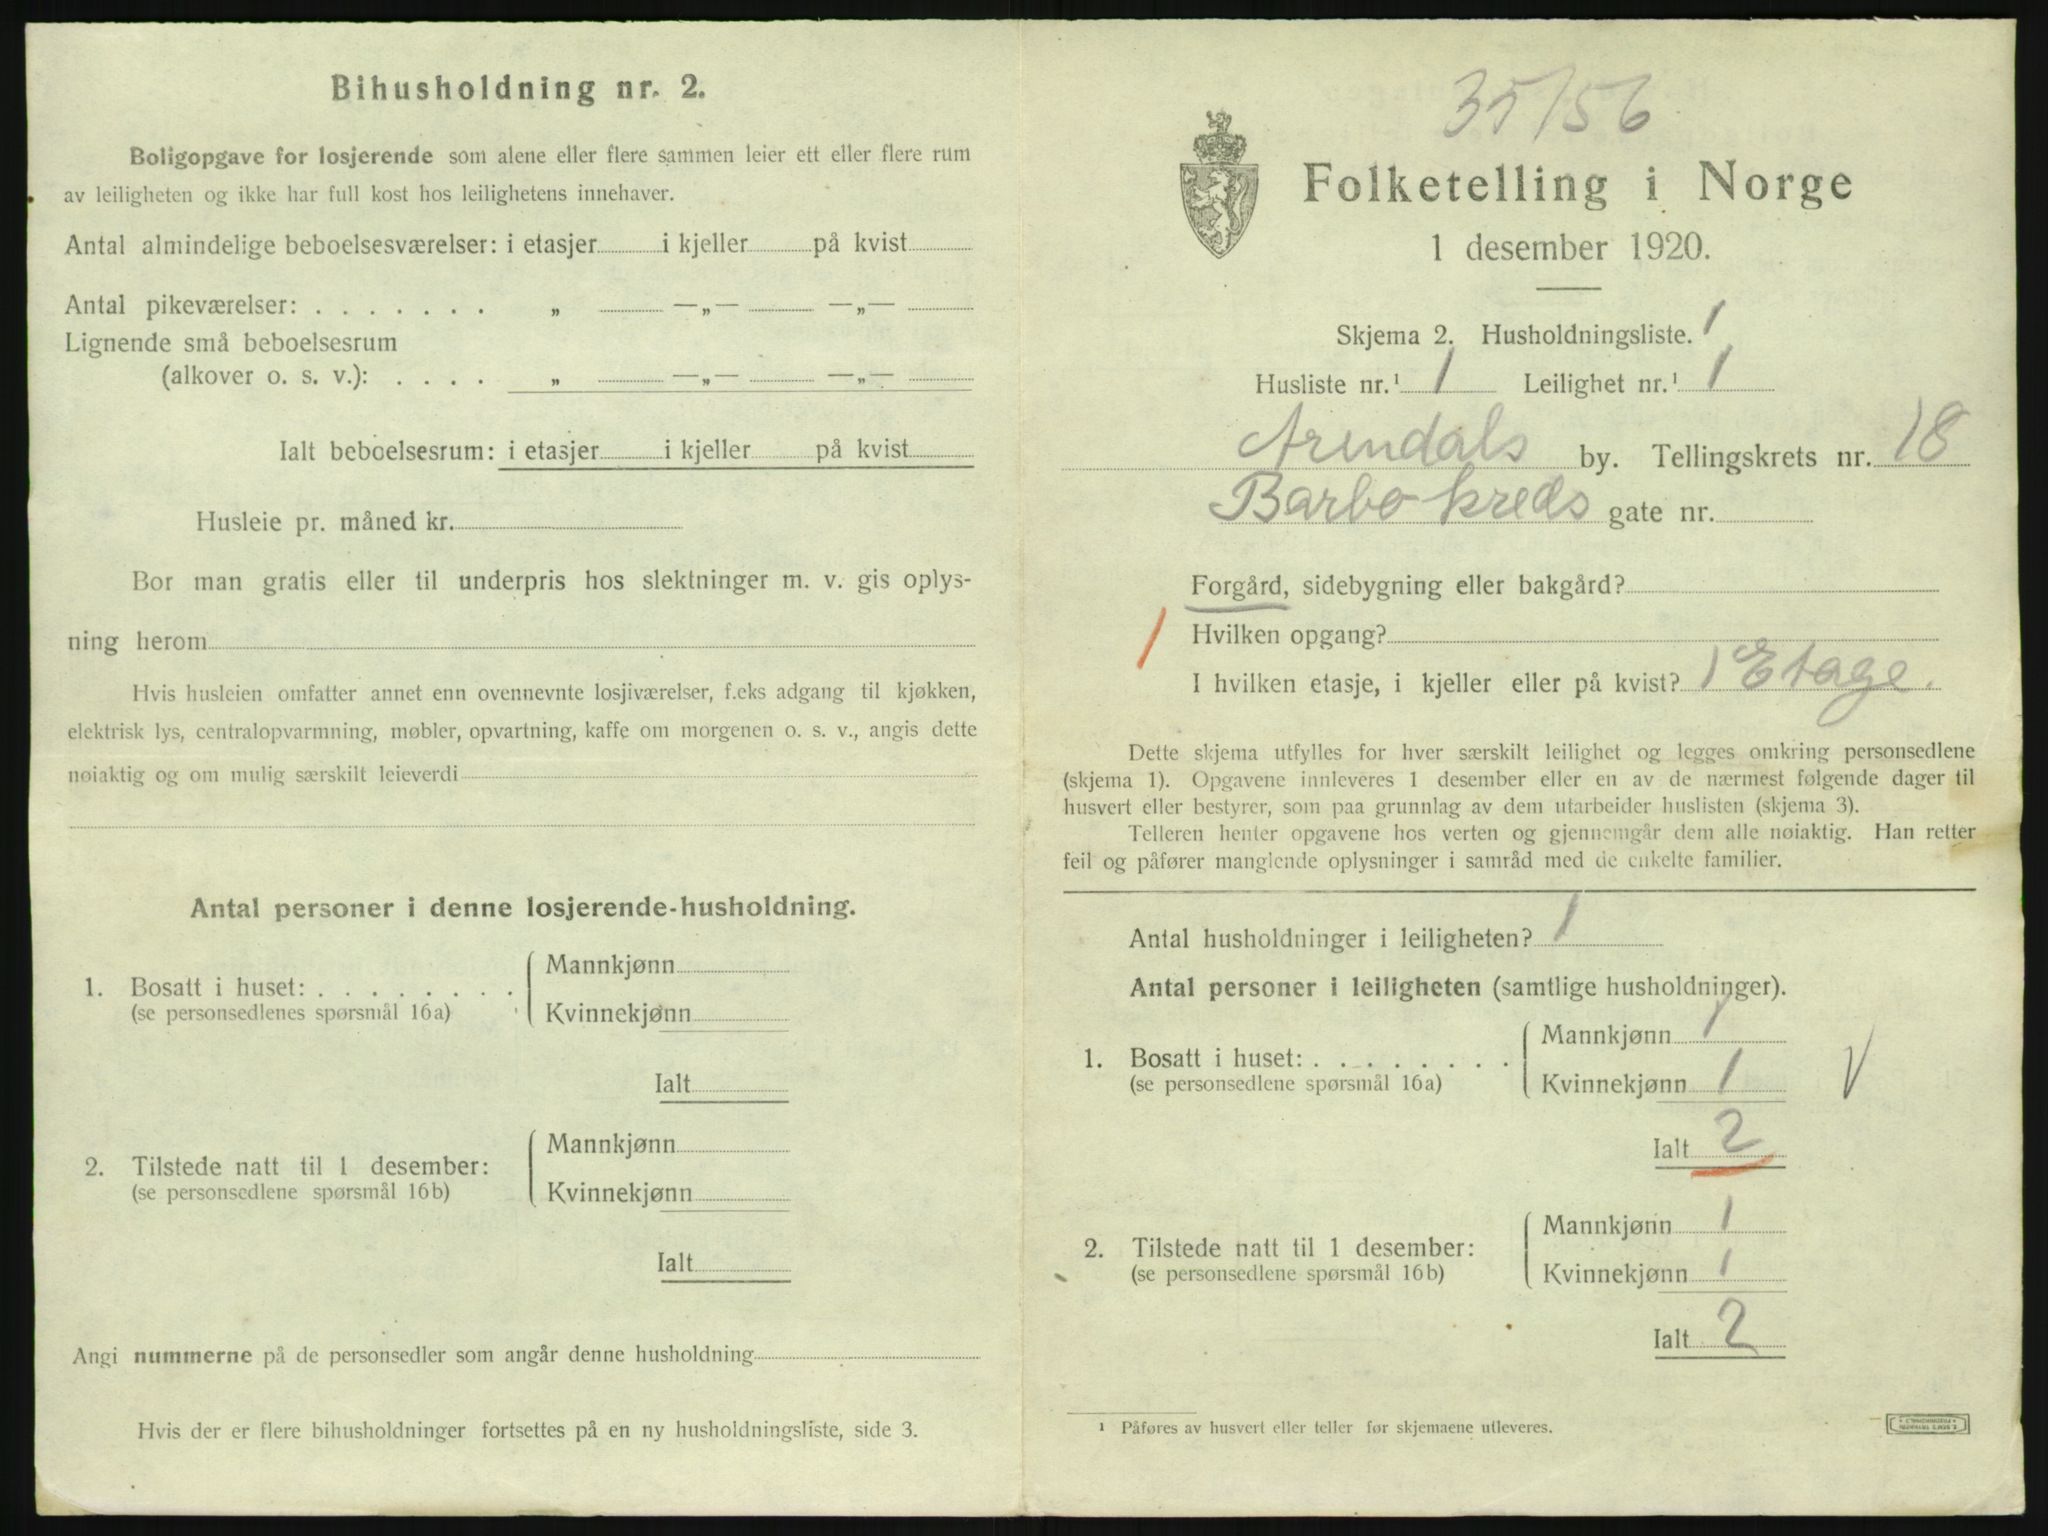 Bihusholdning nr. 2.
Boligopgave for losjerende som alene eller flere sammen leier ett eller flere rum
av leiligheten og ikke har full kost hos leilighetens innehaver.
Antal almindelige beboelsesværelser: i etasjer i kjeller på kvist
Antal pikeværelser: . . . . . . . „ —„— —„—
Lignende små beboelsesrum
(alkover o. s. v.): . . . . „ —„— —„—
Ialt beboelsesrum: i etasjer i kjeller på kvist
Husleie pr. måned kr.
Bor man gratis eller til underpris hos slektninger m. v. gis oplys-
ning herom
Hvis husleien omfatter annet enn ovennevnte losjiværelser, f.eks adgang til kjøkken,
elektrisk lys, centralopvarmning, møbler, opvartning, kaffe om morgenen o. s. v., angis dette
nøiaktig og om mulig særskilt leieverdi
Antal personer i denne losjerende-husholdning.
Mannkjønn
1. Bosatt i huset: . . . . . . . .
(se personsedlenes spørsmål 16a) Kvinnekjønn
Ialt
Mannkjønn
2. Tilstede natt til 1 desember:
(se personsedlene spørsmål 16b) Kvinnekjønn
Ialt
Angi nummerne på de personsedler som angår denne husholdning
Hvis der er flere bihusholdninger fortsettes på en ny husholdningsliste, side 3.
35/56
Folketelling i Norge
1 desember 1920.
Skjema 2. Husholdningsliste. 1
Husliste nr.¹ 1 Leilighet nr.¹ 1
Arendals by. Tellingskrets nr. 18
Barbo kreds gate nr.
Forgård, sidebygning eller bakgård?
1 Hvilken opgang?
I hvilken etasje, i kjeller eller på kvist? 1 Etage.
Dette skjema utfylles for hver særskilt leilighet og legges omkring personsedlene
(skjema 1). Opgavene innleveres 1 desember eller en av de nærmest følgende dager til
husvert eller bestyrer, som paa grunnlag av dem utarbeider huslisten (skjema 3).
Telleren henter opgavene hos verten og gjennemgår dem alle nøiaktig. Han retter
feil og påfører manglende oplysninger i samråd med de enkelte familier.
Antal husholdninger i leiligheten? 1
Antal personer i leiligheten (samtlige husholdninger).
Mannkjønn 1
1. Bosatt i huset: . . . . . . . .
(se personsedlene spørsmål 16a) Kvinnekjønn 1 V
Ialt 2
Mannkjønn 1
2. Tilstede natt til 1 desember:
(se personsedlene spørsmål 16b) Kvinnekjønn 1
Ialt 2
¹ Påføres av husvert eller teller før skjemaene utleveres.